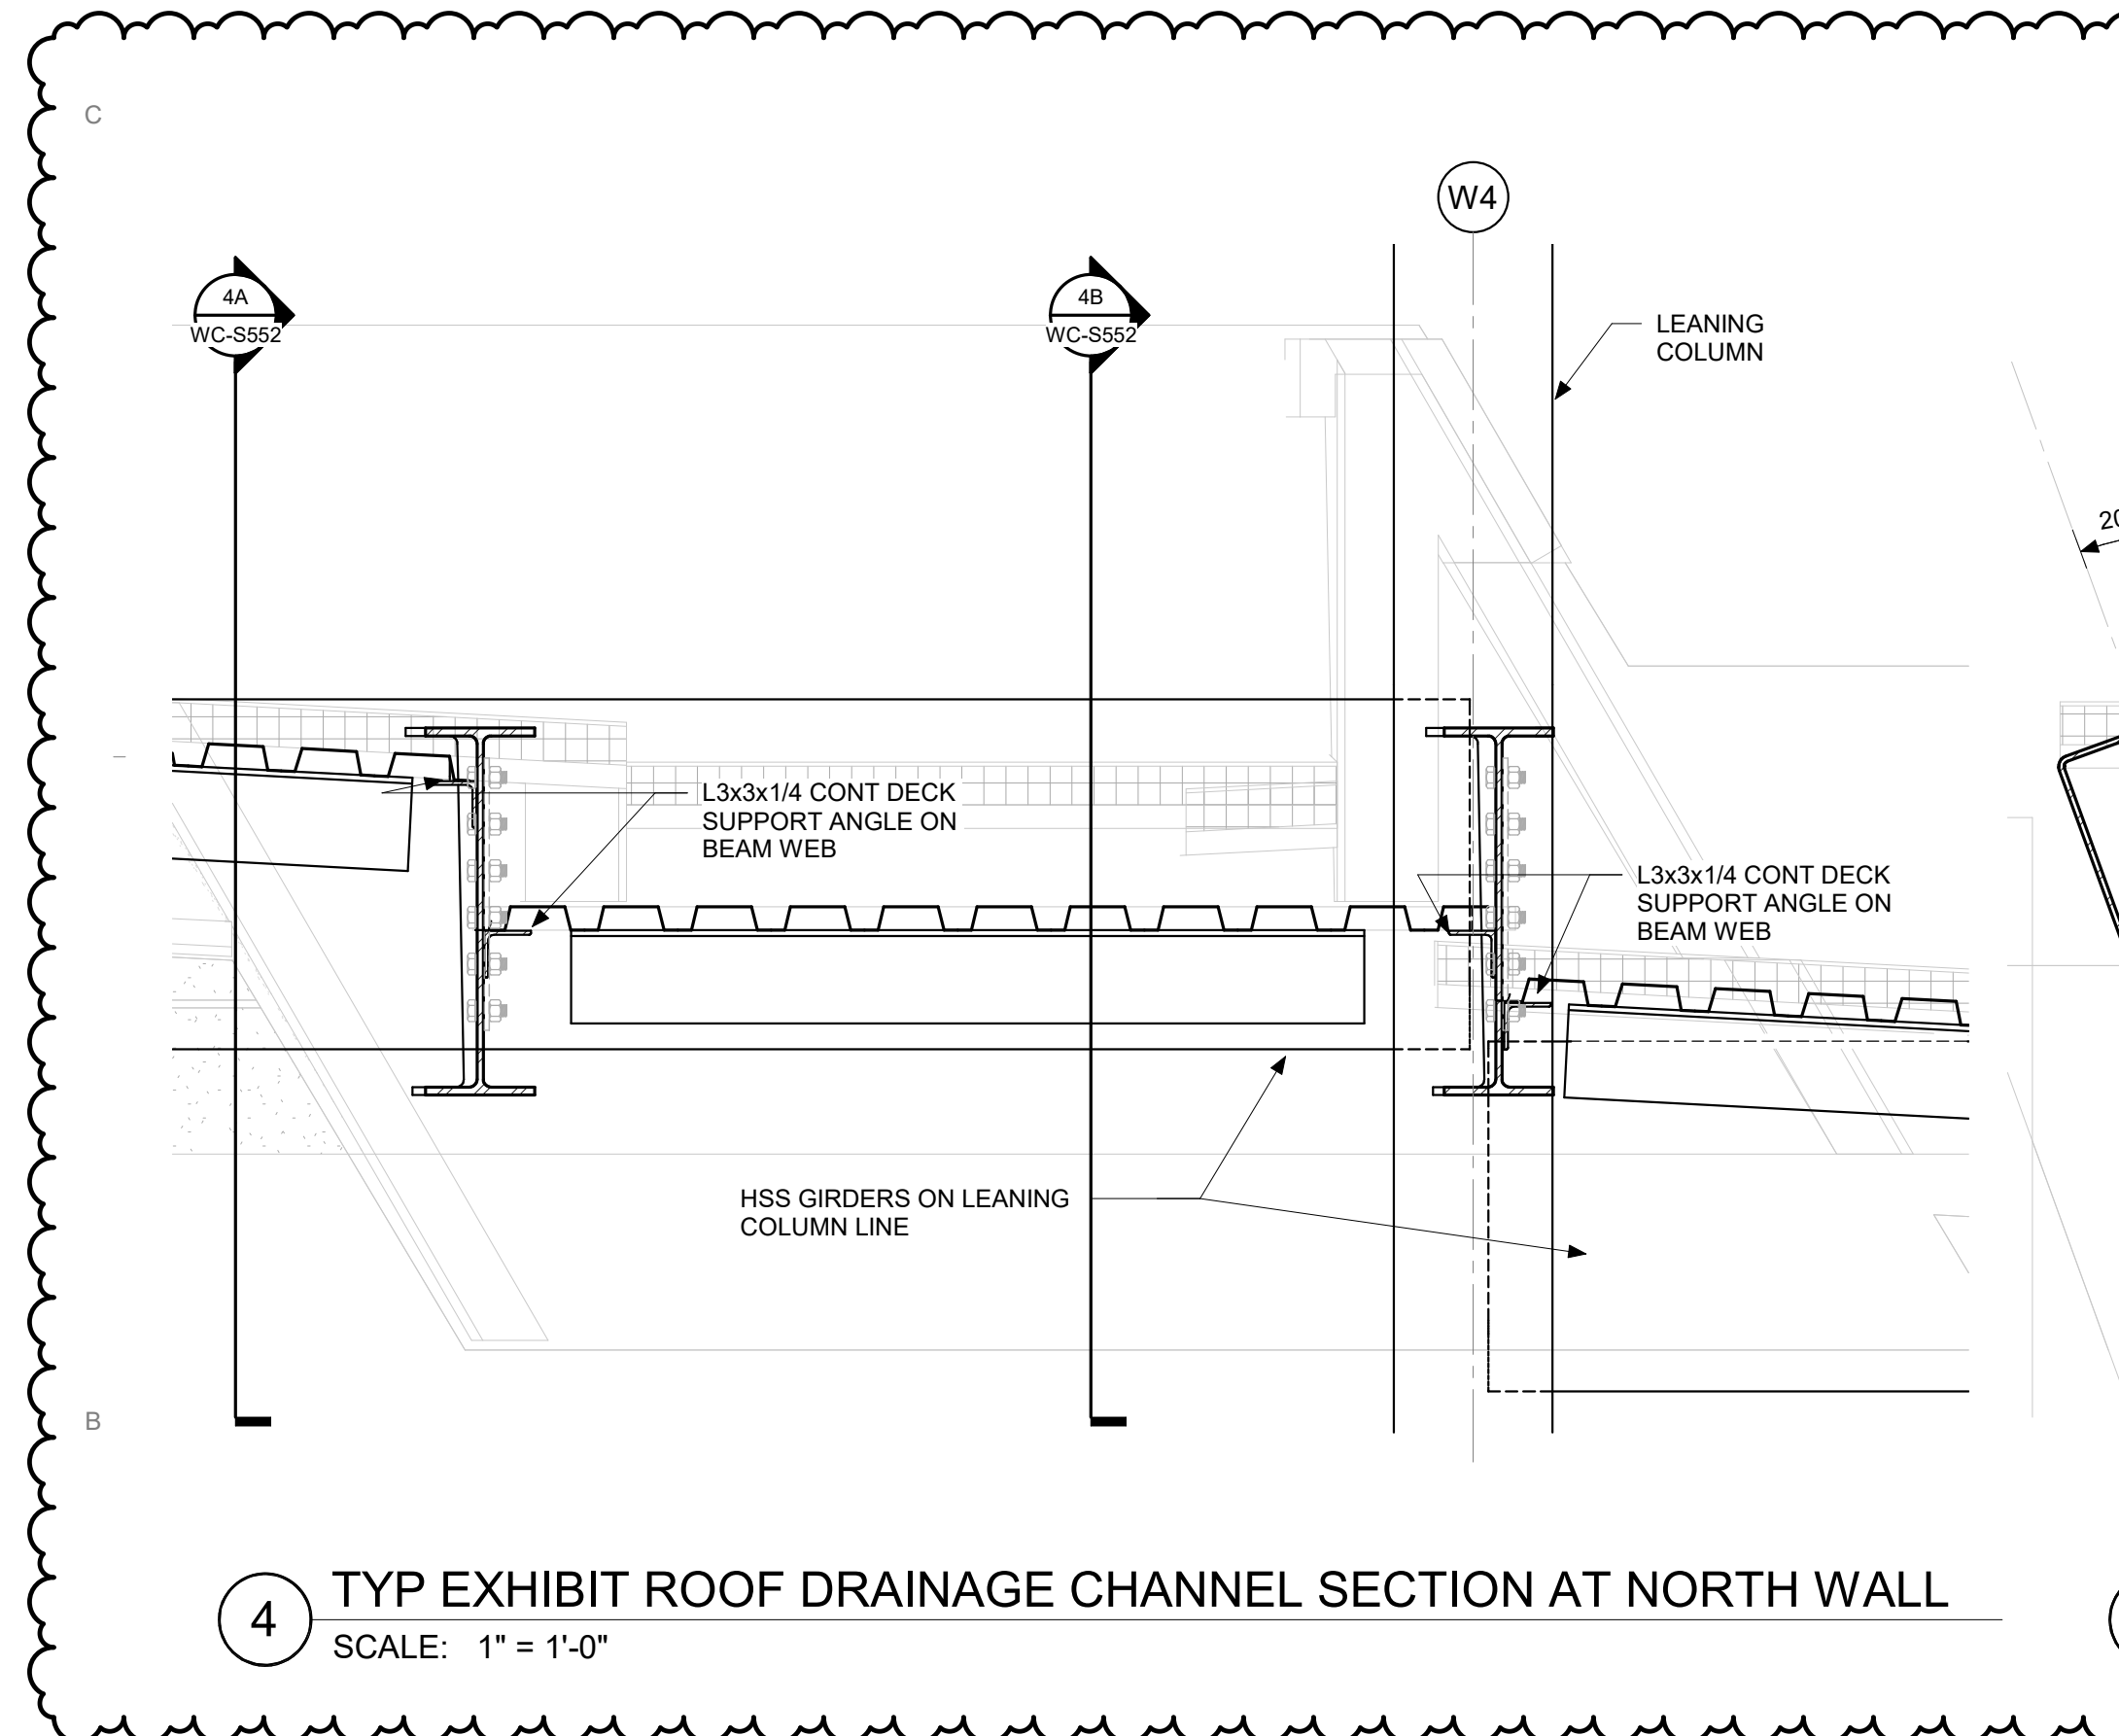 C
W4
4A
WC-S552
4B
WC-S552
LEANING
COLUMN
L3x3x1/4 CONT DECK
SUPPORT ANGLE ON
BEAM WEB
L3x3x1/4 CONT DECK
SUPPORT ANGLE ON
BEAM WEB
HSS GIRDERS ON LEANING
COLUMN LINE
B
4
TYP EXHIBIT ROOF DRAINAGE CHANNEL SECTION AT NORTH WALL
SCALE: 1" = 1'-0"